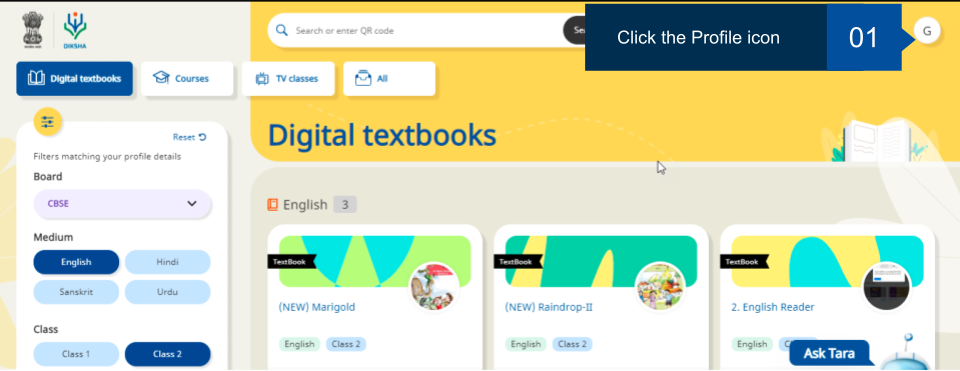 DIKSHA
Search or enter QR code
Click the Profile icon
01
G
Digital textbooks
Courses
TV classes
All
Reset
Digital textbooks
Filters matching your profile details
Board
CBSE
English 3
Medium
English
Hindi
Sanskrit
Urdu
Class
Class 1
Class 2
TextBook
(NEW) Marigold
English
Class 2
TextBook
(NEW) Raindrop-II
English
Class 2
TextBook
2. English Reader
English
Ask Tara